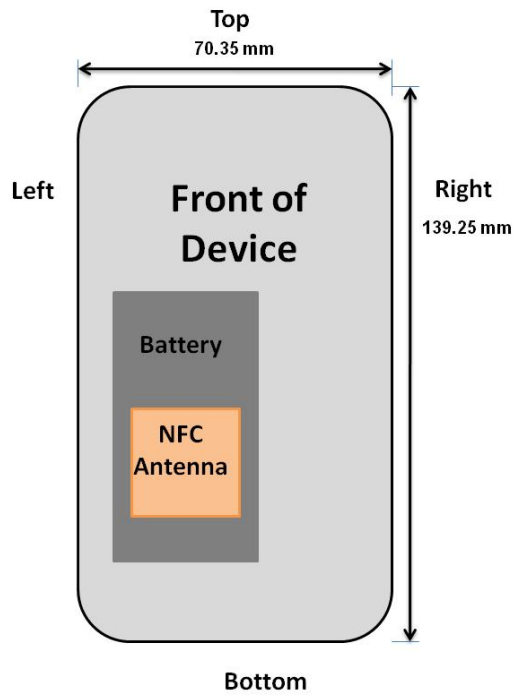 Top
70.35 mm
Left
Right
139.25 mm
Front of
Device
Battery
NFC
Antenna
Bottom